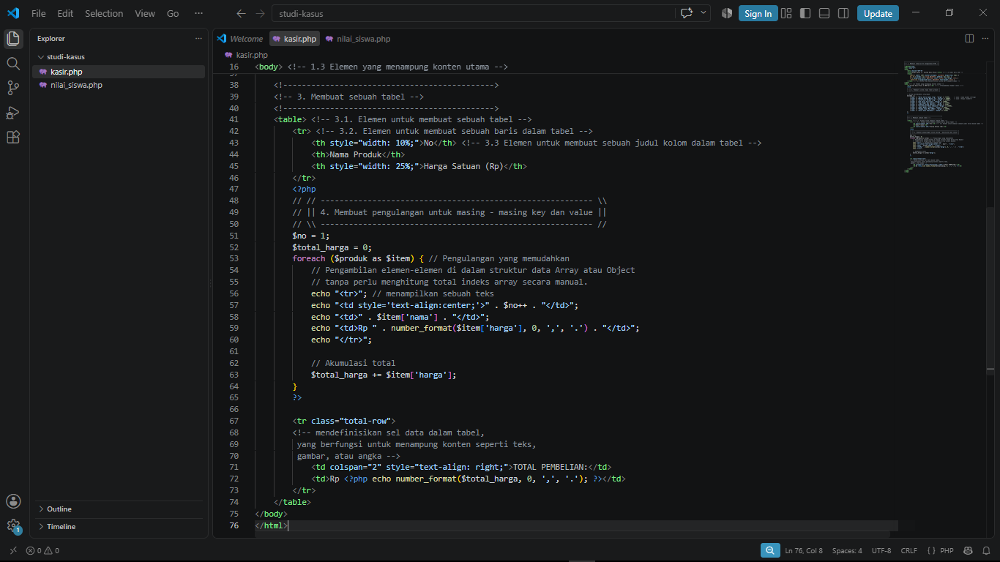 File Edit Selection View Go ··· studi-kasus Sign In Update
Explorer ···
studi-kasus
kasir.php
nilai_siswa.php
Outline
Timeline
Welcome kasir.php nilai_siswa.php ···
kasir.php
16 <body> <!-- 1.3 Elemen yang menampung konten utama -->
37
38 <!--------------------------------------------->
39 <!-- 3. Membuat sebuah tabel -->
40 <!--------------------------------------------->
41 <table> <!-- 3.1. Elemen untuk membuat sebuah tabel -->
42 <tr> <!-- 3.2. Elemen untuk membuat sebuah baris dalam tabel -->
43 <th style="width: 10%;">No</th> <!-- 3.3 Elemen untuk membuat sebuah judul kolom dalam tabel -->
44 <th>Nama Produk</th>
45 <th style="width: 25%;">Harga Satuan (Rp)</th>
46 </tr>
47 <?php
48 // // ---------------------------------------------------------- \\
49 // || 4. Membuat pengulangan untuk masing - masing key dan value ||
50 // \\ ---------------------------------------------------------- //
51 $no = 1;
52 $total_harga = 0;
53 foreach ($produk as $item) { // Pengulangan yang memudahkan
54 // Pengambilan elemen-elemen di dalam struktur data Array atau Object
55 // tanpa perlu menghitung total indeks array secara manual.
56 echo "<tr>"; // menampilkan sebuah teks
57 echo "<td style='text-align:center;'>" . $no++ . "</td>";
58 echo "<td>" . $item['nama'] . "</td>";
59 echo "<td>Rp " . number_format($item['harga'], 0, ',', '.') . "</td>";
60 echo "</tr>";
61
62 // Akumulasi total
63 $total_harga += $item['harga'];
64 }
65 ?>
66
67 <tr class="total-row">
68 <!-- mendefinisikan sel data dalam tabel,
69 yang berfungsi untuk menampung konten seperti teks,
70 gambar, atau angka -->
71 <td colspan="2" style="text-align: right;">TOTAL PEMBELIAN:</td>
72 <td>Rp <?php echo number_format($total_harga, 0, ',', '.'); ?></td>
73 </tr>
74 </table>
75 </body>
76 </html>
1
0 0 Ln 76, Col 8 Spaces: 4 UTF-8 CRLF { } PHP